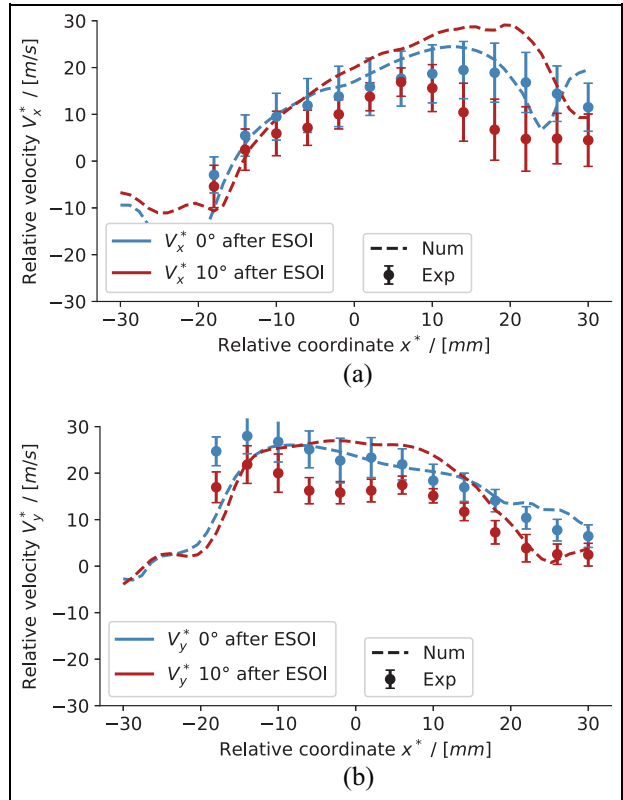 30
20
10
0
−10
−20
−30
Relative velocity V*x / [m/s]
V*x 0° after ESOI
V*x 10° after ESOI
Num
Exp
−30 −20 −10 0 10 20 30
Relative coordinate x* / [mm]
(a)
30
20
10
0
−10
−20
−30
Relative velocity V*y / [m/s]
V*y 0° after ESOI
V*y 10° after ESOI
Num
Exp
−30 −20 −10 0 10 20 30
Relative coordinate x* / [mm]
(b)